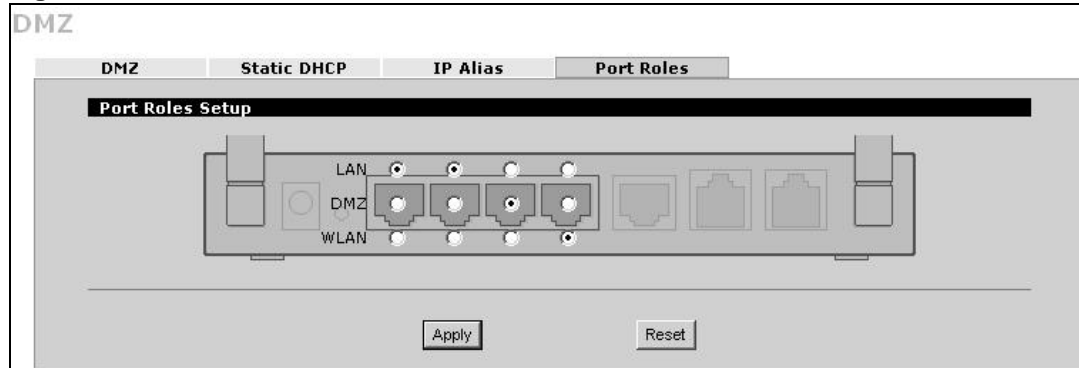 DMZ
DMZ Static DHCP IP Alias Port Roles
Port Roles Setup
LAN
DMZ
WLAN
Apply Reset